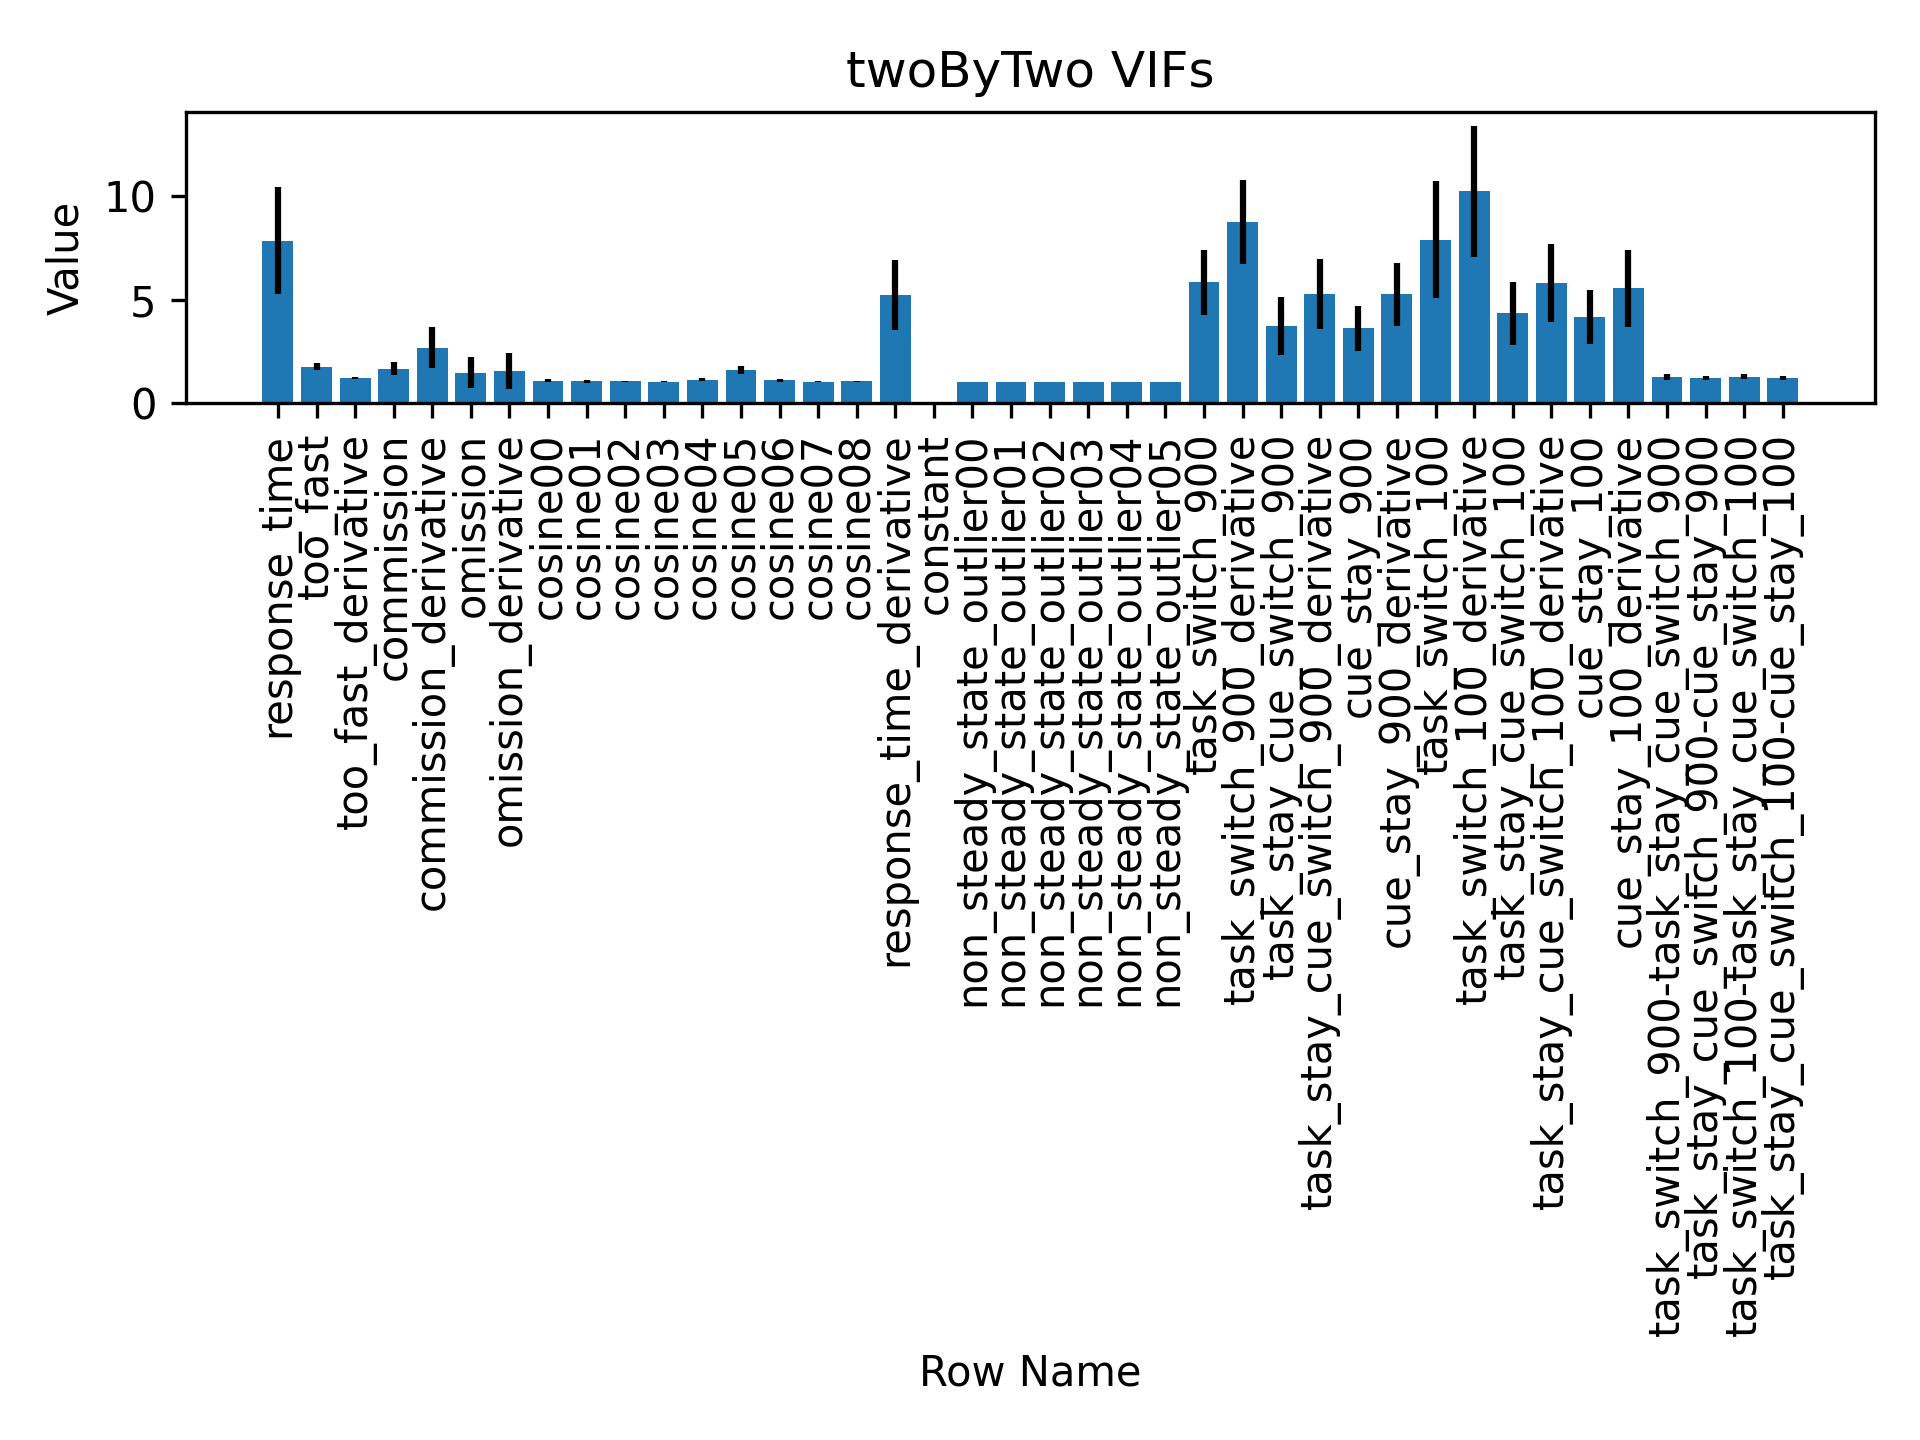 twoByTwo VIFs
Value
10
5
0
response_time
too_fast
too_fast_derivative
commission
commission_derivative
omission
omission_derivative
cosine00
cosine01
cosine02
cosine03
cosine04
cosine05
cosine06
cosine07
cosine08
response_time_derivative
constant
non_steady_state_outlier00
non_steady_state_outlier01
non_steady_state_outlier02
non_steady_state_outlier03
non_steady_state_outlier04
non_steady_state_outlier05
task_switch_900
task_switch_900_derivative
task_stay_cue_switch_900
task_stay_cue_switch_900_derivative
cue_stay_900
cue_stay_900_derivative
task_switch_100
task_switch_100_derivative
task_stay_cue_switch_100
task_stay_cue_switch_100_derivative
cue_stay_100
cue_stay_100_derivative
task_switch_900-task_stay_cue_switch_900
task_stay_cue_switch_900-cue_stay_900
task_switch_100-task_stay_cue_switch_100
task_stay_cue_switch_100-cue_stay_100
Row Name